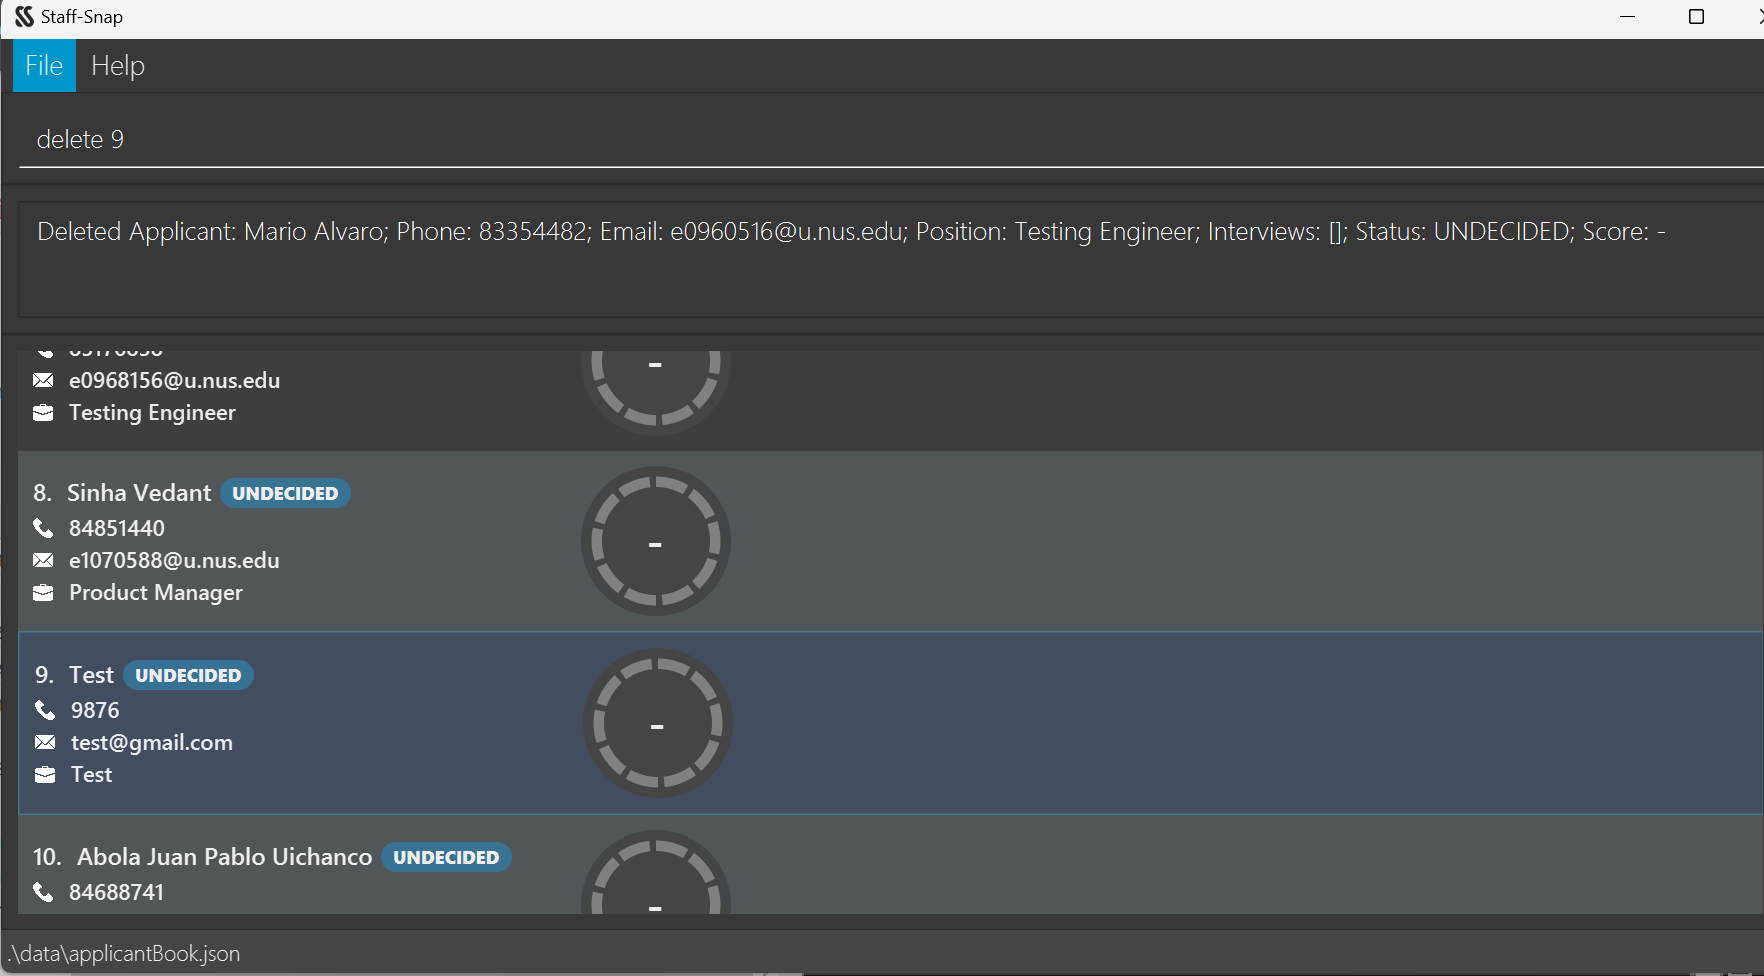 Staff-Snap
File Help
delete 9
Deleted Applicant: Mario Alvaro; Phone: 83354482; Email: e0960516@u.nus.edu; Position: Testing Engineer; Interviews: []; Status: UNDECIDED; Score: -
-
e0968156@u.nus.edu
Testing Engineer
8. Sinha Vedant UNDECIDED
84851440
-
e1070588@u.nus.edu
Product Manager
9. Test UNDECIDED
9876
-
test@gmail.com
Test
10. Abola Juan Pablo Uichanco UNDECIDED
84688741
-
.\data\applicantBook.json